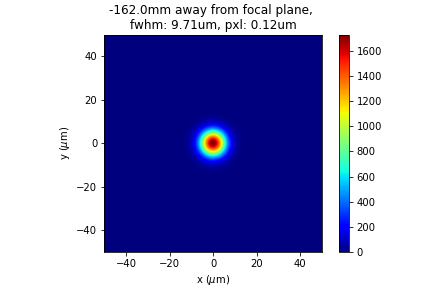 -162.0mm away from focal plane,
fwhm: 9.71um, pxl: 0.12um
40
20
0
−20
−40
y (μm)
−40 −20 0 20 40
x (μm)
1600
1400
1200
1000
800
600
400
200
0